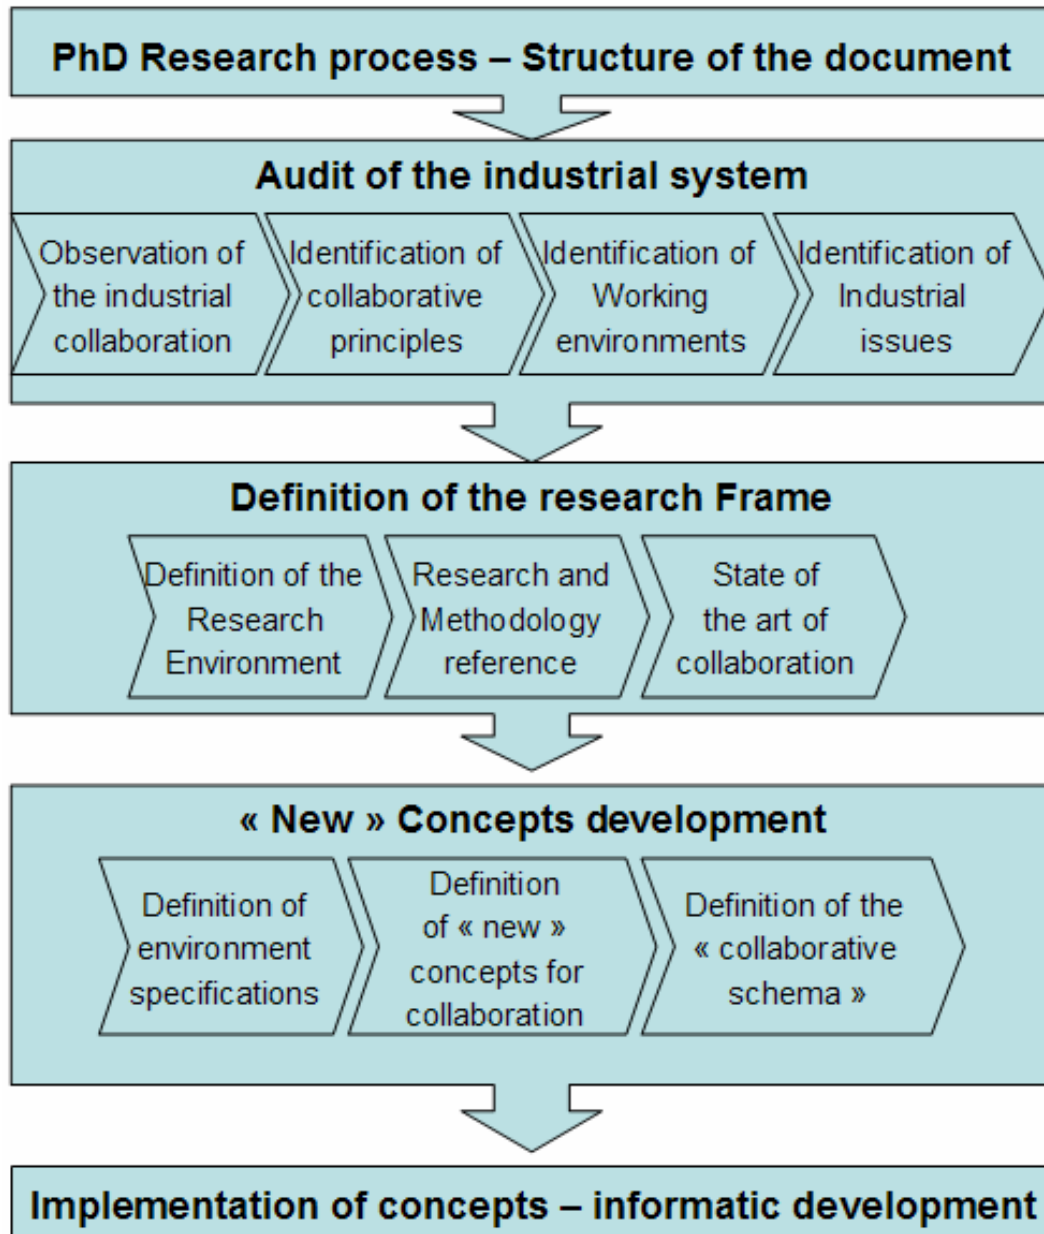 PhD Research process – Structure of the document
Audit of the industrial system
Observation of
the industrial
collaboration
Identification of
collaborative
principles
Identification of
Working
environments
Identification of
Industrial
issues
Definition of the research Frame
Definition of the
Research
Environment
Research and
Methodology
reference
State of
the art of
collaboration
« New » Concepts development
Definition of
environment
specifications
Definition
of « new »
concepts for
collaboration
Definition of the
« collaborative
schema »
Implementation of concepts – informatic development